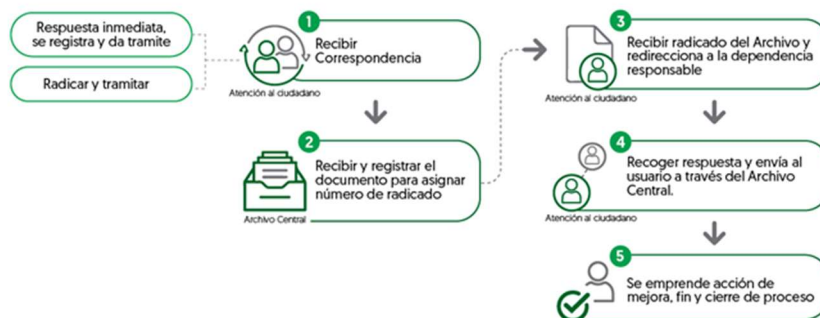 Respuesta inmediata,
se registra y da tramite
Radicar y tramitar
1
Recibir
Correspondencia
Atención al ciudadano
2
Recibir y registrar el
documento para asignar
número de radicado
Archivo Central
3
Recibir radicado del Archivo y
redirecciona a la dependencia
responsable
Atención al ciudadano
4
Recoger respuesta y envía al
usuario a través del Archivo
Central.
Atención al ciudadano
5
Se emprende acción de
mejora, fin y cierre de proceso